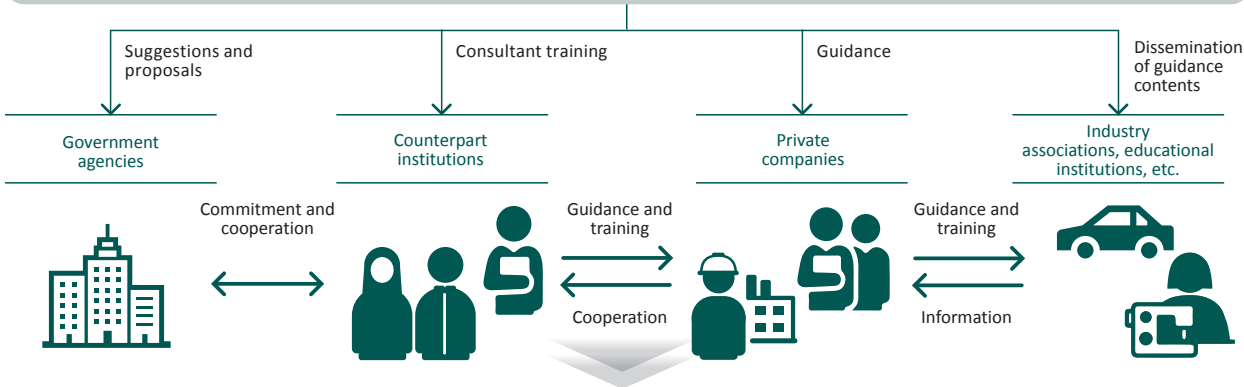 Suggestions and
proposals
Consultant training
Guidance
Dissemination
of guidance
contents
Government
agencies
Counterpart
institutions
Private
companies
Industry
associations, educational
institutions, etc.
Commitment and
cooperation
Guidance and
training
Cooperation
Guidance and
training
Information